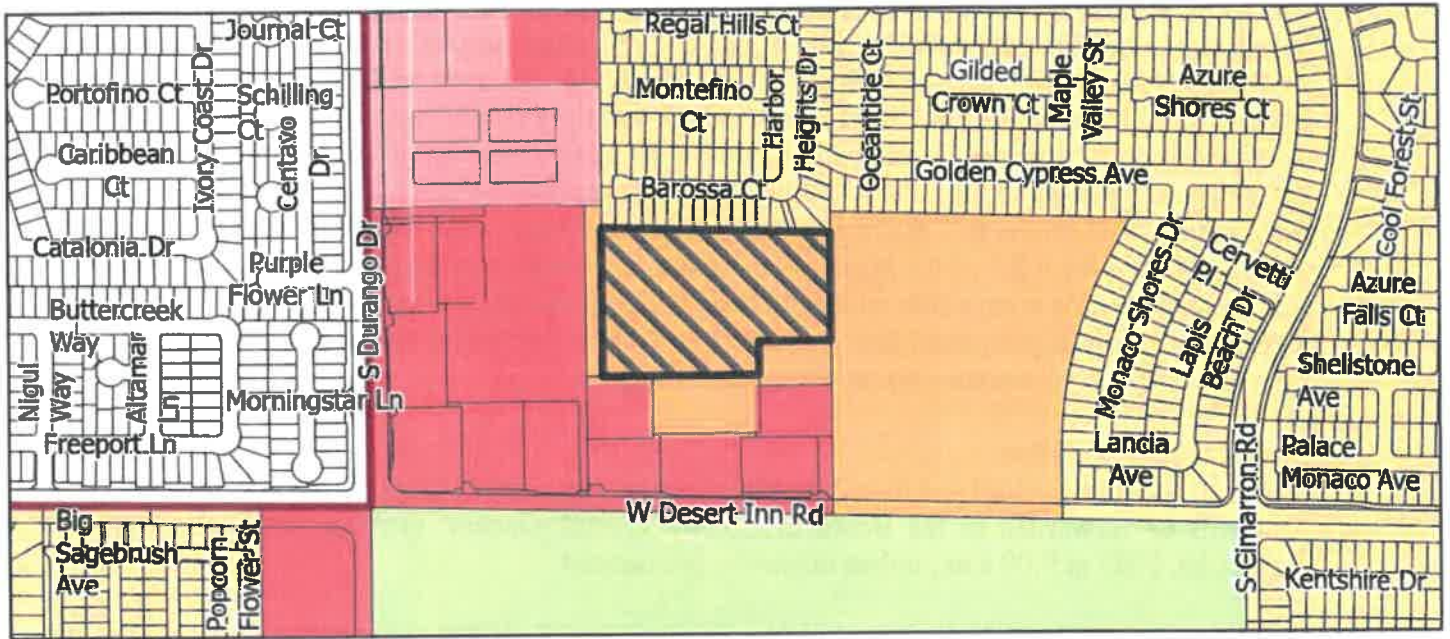 Journal Ct
Portofino Ct
Ivory Coast Dr
Schilling
Ct
Caribbean
Ct
Centavo
Dr
Catalonia Dr
Purple
Flower Ln
S Durango Dr
Buttercreek
Way
Nigul
Way
Altamar
Ln
Morningstar Ln
Freeport Ln
Big
Sagebrush
Ave
Popcorn
Flower St
Regal Hills Ct
Montefino
Ct
Harbor
Heights Dr
Barossa Ct
Oceantide Ct
Gilded
Crown Ct
Maple
Valley St
Azure
Shores Ct
Golden Cypress Ave
Cool Forest St
Monaco Shores Dr
Cervetti
Pl
Lapis
Beach Dr
Azure
Falls Ct
Shellstone
Ave
Lancia
Ave
S Cimarron Rd
Palace
Monaco Ave
W Desert Inn Rd
Kentshire Dr